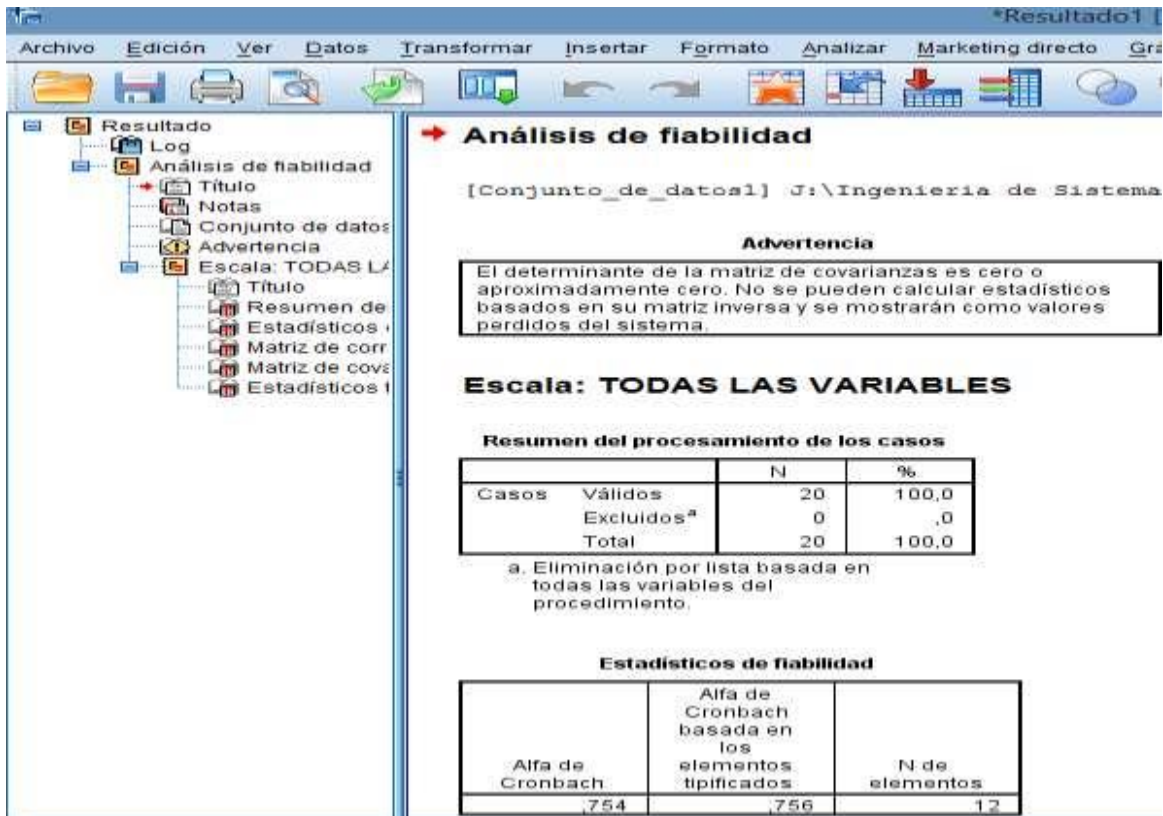 *Resultado1 [
Archivo Edición Ver Datos Transformar Insertar Formato Analizar Marketing directo Grá
Resultado
Log
Análisis de fiabilidad
Título
Notas
Conjunto de datos
Advertencia
Escala: TODAS LA
Título
Resumen de
Estadísticos
Matriz de corr
Matriz de cova
Estadísticos t
Análisis de fiabilidad
[Conjunto_de_datos1] J:\Ingenieria de Sistema
Advertencia
El determinante de la matriz de covarianzas es cero o
aproximadamente cero. No se pueden calcular estadísticos
basados en su matriz inversa y se mostrarán como valores
perdidos del sistema.
Escala: TODAS LAS VARIABLES
Resumen del procesamiento de los casos
N %
Casos Válidos 20 100,0
Excluidosª 0 ,0
Total 20 100,0
a. Eliminación por lista basada en
todas las variables del
procedimiento.
Estadísticos de fiabilidad
Alfa de
Cronbach
Alfa de
Cronbach
basada en
los
elementos
tipificados
N de
elementos
,754 ,756 12